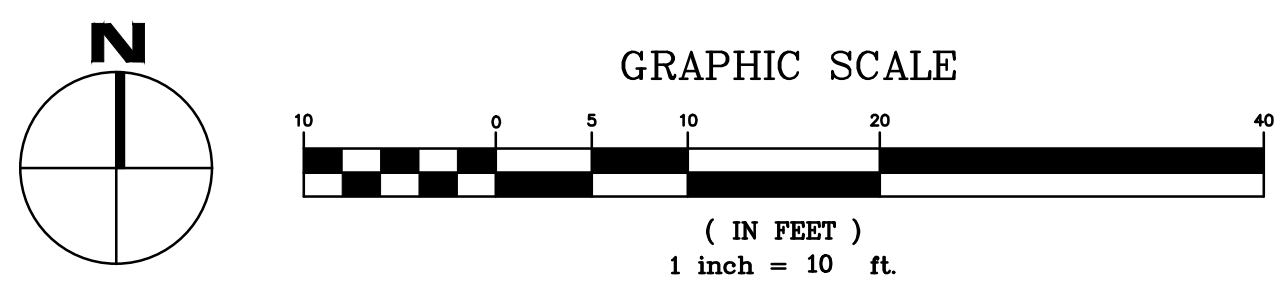 N
GRAPHIC SCALE
10 0 5 10 20 40
( IN FEET )
1 inch = 10 ft.